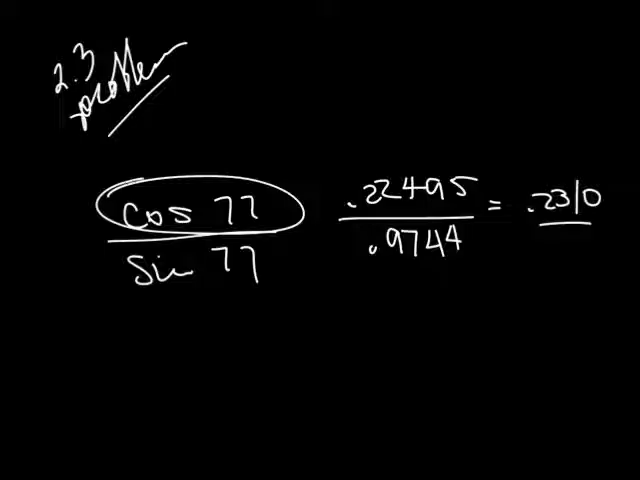 2.3
problem
cos 77
sin 77
.22495
.9744
= .2310